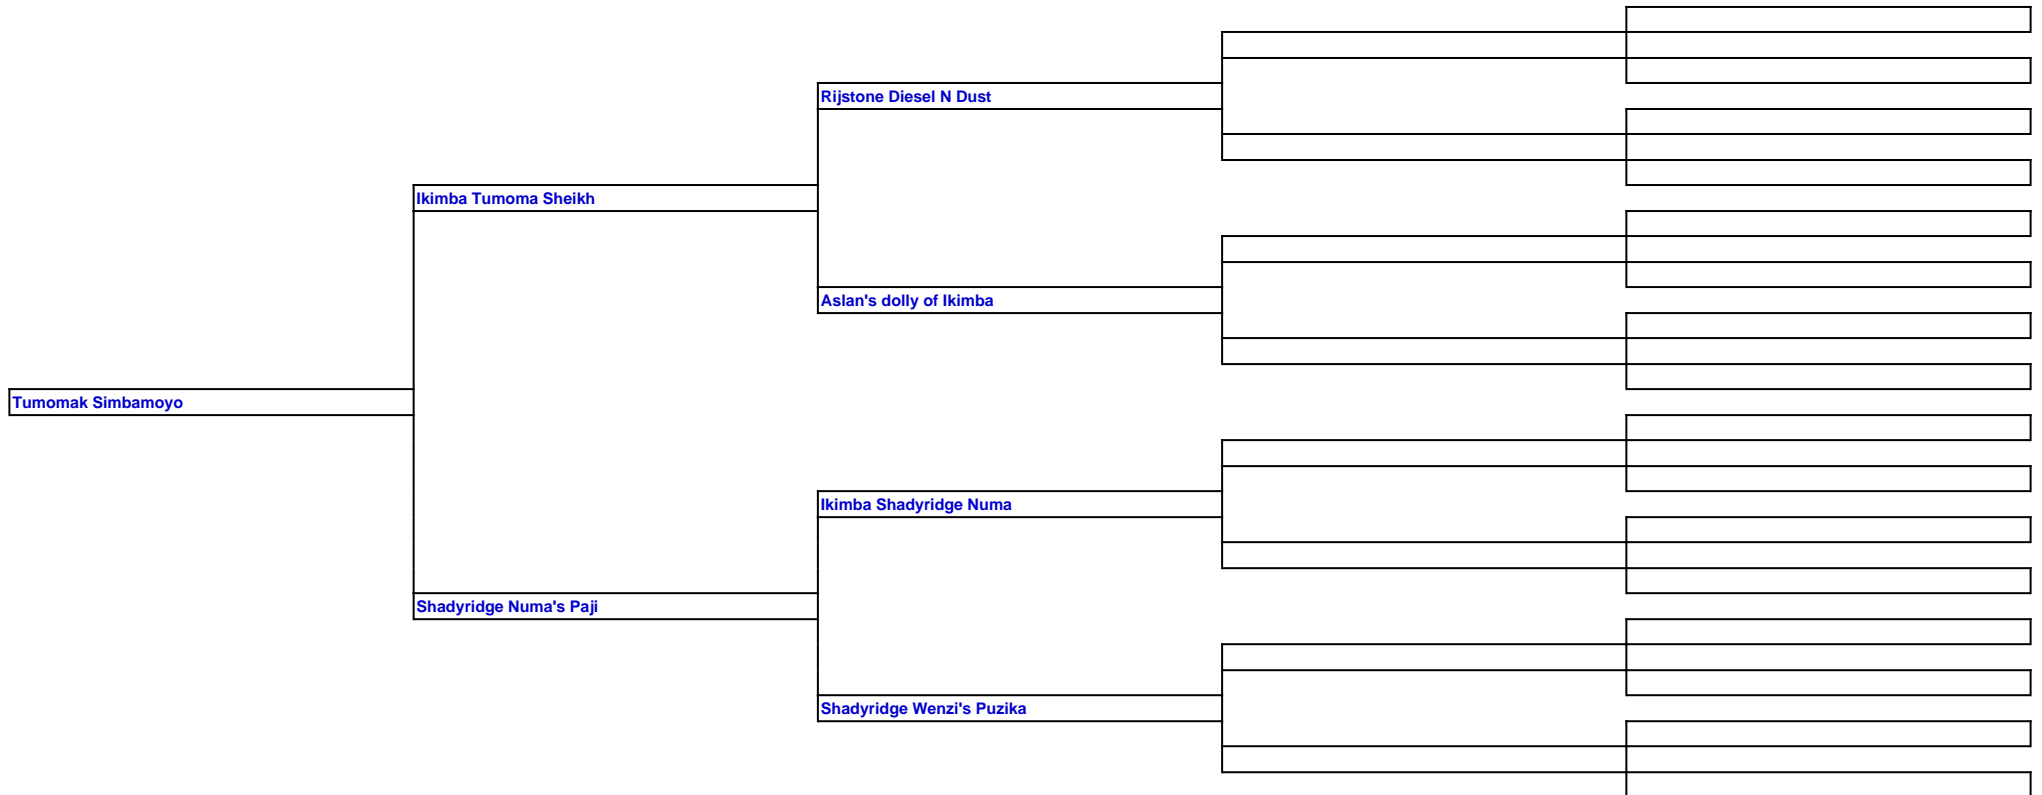 Rijstone Diesel N Dust
Ikimba Tumoma Sheikh
Aslan's dolly of Ikimba
Tumomak Simbamoyo
Ikimba Shadyridge Numa
Shadyridge Numa's Paji
Shadyridge Wenzi's Puzika